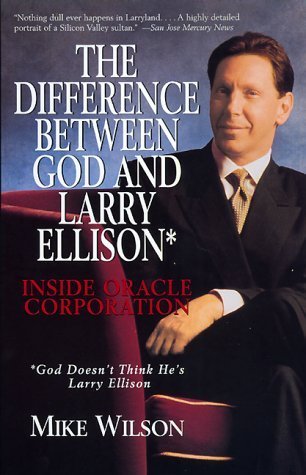 "Nothing dull ever happens in Larryland. . . . A highly detailed
portrait of a Silicon Valley sultan." —San Jose Mercury News
THE
DIFFERENCE
BETWEEN
GOD AND
LARRY
ELLISON*
INSIDE ORACLE
CORPORATION
*God Doesn't Think He's
Larry Ellison
MIKE WILSON